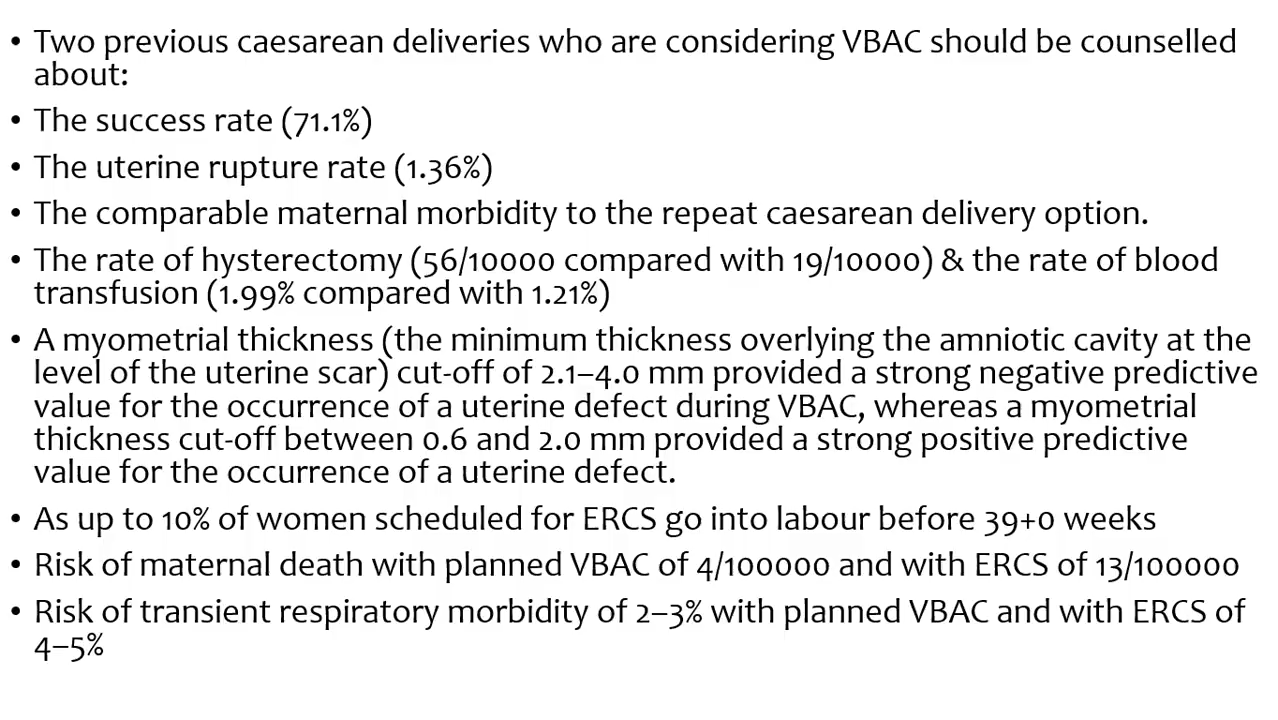 • Two previous caesarean deliveries who are considering VBAC should be counselled
about:
• The success rate (71.1%)
• The uterine rupture rate (1.36%)
• The comparable maternal morbidity to the repeat caesarean delivery option.
• The rate of hysterectomy (56/10000 compared with 19/10000) & the rate of blood
transfusion (1.99% compared with 1.21%)
• A myometrial thickness (the minimum thickness overlying the amniotic cavity at the
level of the uterine scar) cut-off of 2.1–4.0 mm provided a strong negative predictive
value for the occurrence of a uterine defect during VBAC, whereas a myometrial
thickness cut-off between 0.6 and 2.0 mm provided a strong positive predictive
value for the occurrence of a uterine defect.
• As up to 10% of women scheduled for ERCS go into labour before 39+0 weeks
• Risk of maternal death with planned VBAC of 4/100000 and with ERCS of 13/100000
• Risk of transient respiratory morbidity of 2–3% with planned VBAC and with ERCS of
4–5%